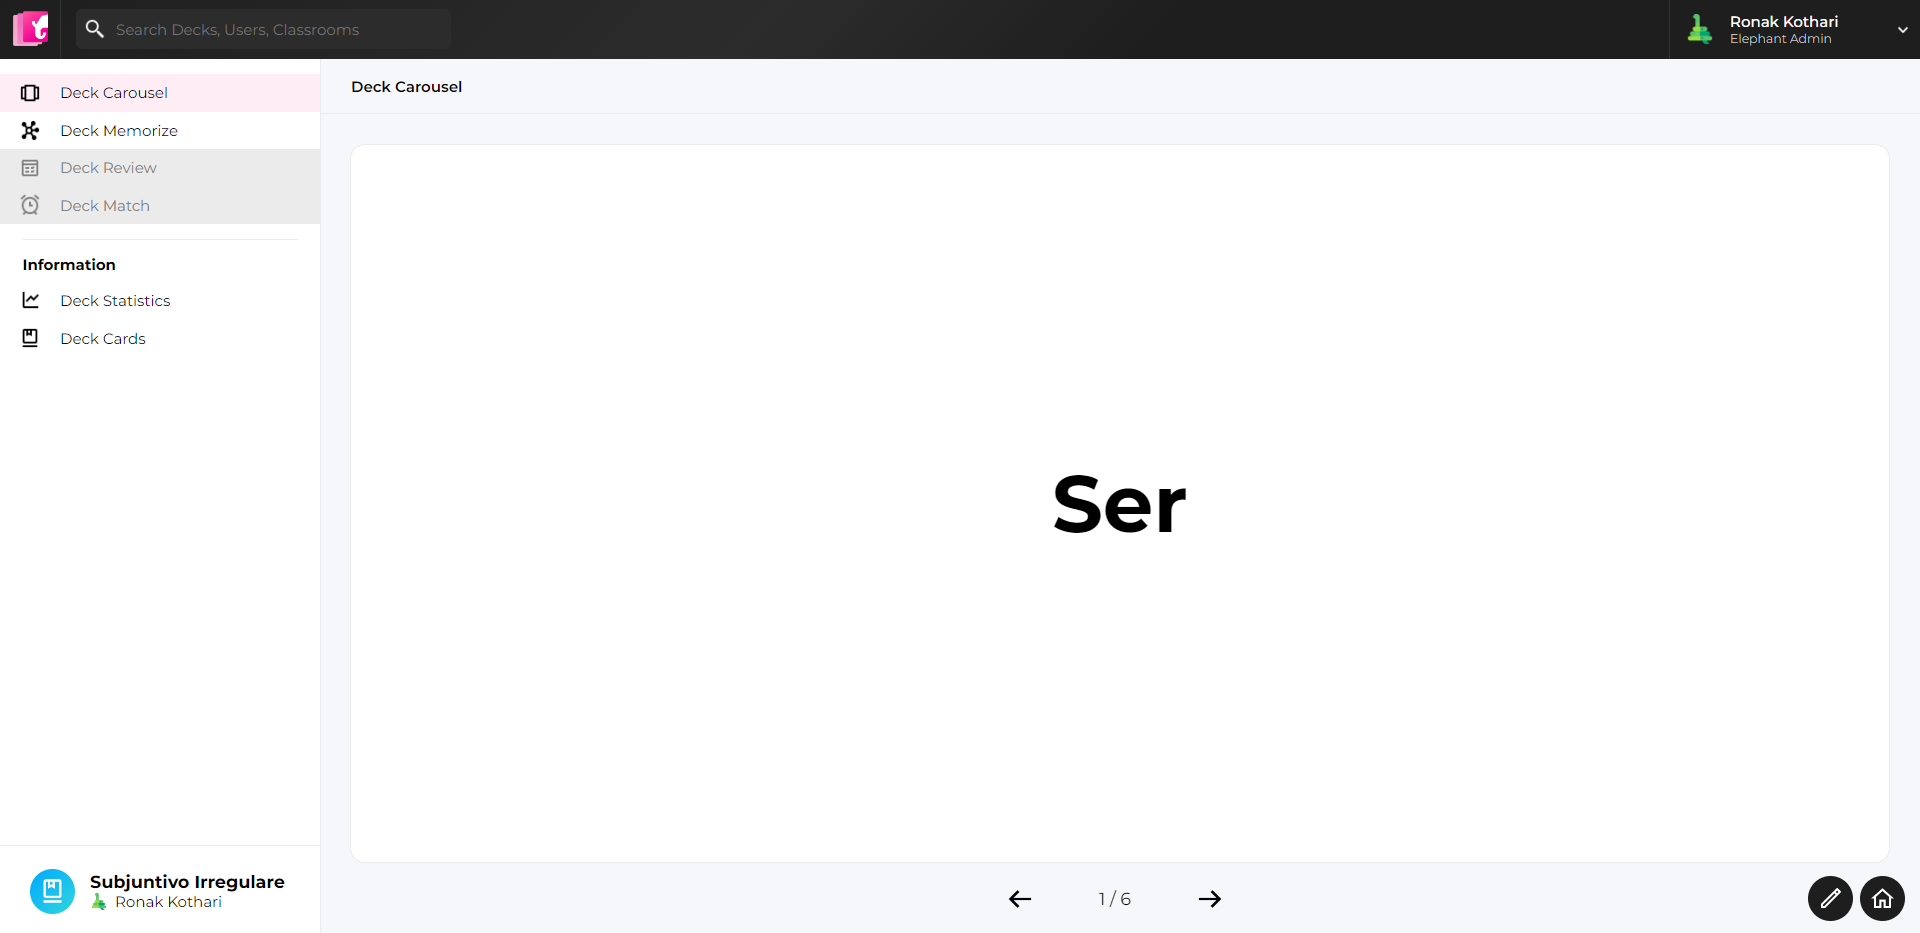 Search Decks, Users, Classrooms
Ronak Kothari
Elephant Admin
Deck Carousel
Deck Memorize
Deck Review
Deck Match
Information
Deck Statistics
Deck Cards
Subjuntivo Irregulare
Ronak Kothari
Deck Carousel
Ser
1 / 6